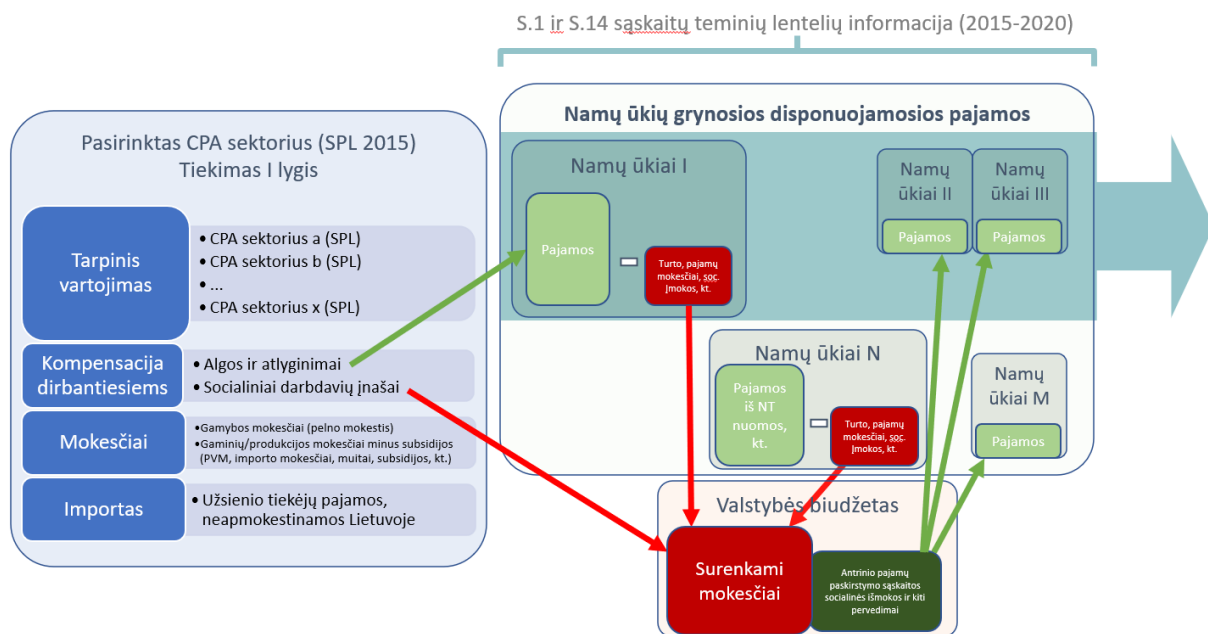 S.1 ir S.14 sąskaitų teminių lentelių informacija (2015-2020)
Pasirinktas CPA sektorius (SPL 2015)
Tiekimas I lygis
Tarpinis
vartojimas
• CPA sektorius a (SPL)
• CPA sektorius b (SPL)
• ...
• CPA sektorius x (SPL)
Kompensacija
dirbantiesiems
• Algos ir atlyginimai
• Socialiniai darbdavių įnašai
Mokesčiai
•Gamybos mokesčiai (pelno mokestis)
•Gaminių/produkcijos mokesčiai minus subsidijos
(PVM, importo mokesčiai, muitai, subsidijos, kt.)
Importas
• Užsienio tiekėjų pajamos,
neapmokestinamos Lietuvoje
Namų ūkių grynosios disponuojamosios pajamos
Namų ūkiai I
Pajamos
-
Turto, pajamų
mokesčiai, soc.
Įmokos, kt.
Namų
ūkiai II
Pajamos
Namų
ūkiai III
Pajamos
Namų ūkiai N
Pajamos
iš NT
nuomos,
kt.
-
Turto, pajamų
mokesčiai, soc.
Įmokos, kt.
Namų
ūkiai M
Pajamos
Valstybės biudžetas
Surenkami
mokesčiai
Antrinio pajamų
paskirstymo sąskaitos
socialinės išmokos ir kiti
pervedimai